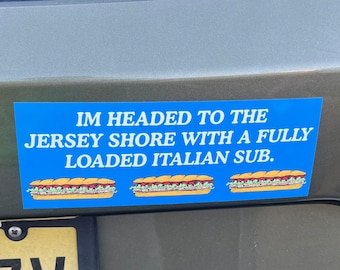 IM HEADED TO THE
JERSEY SHORE WITH A FULLY
LOADED ITALIAN SUB.